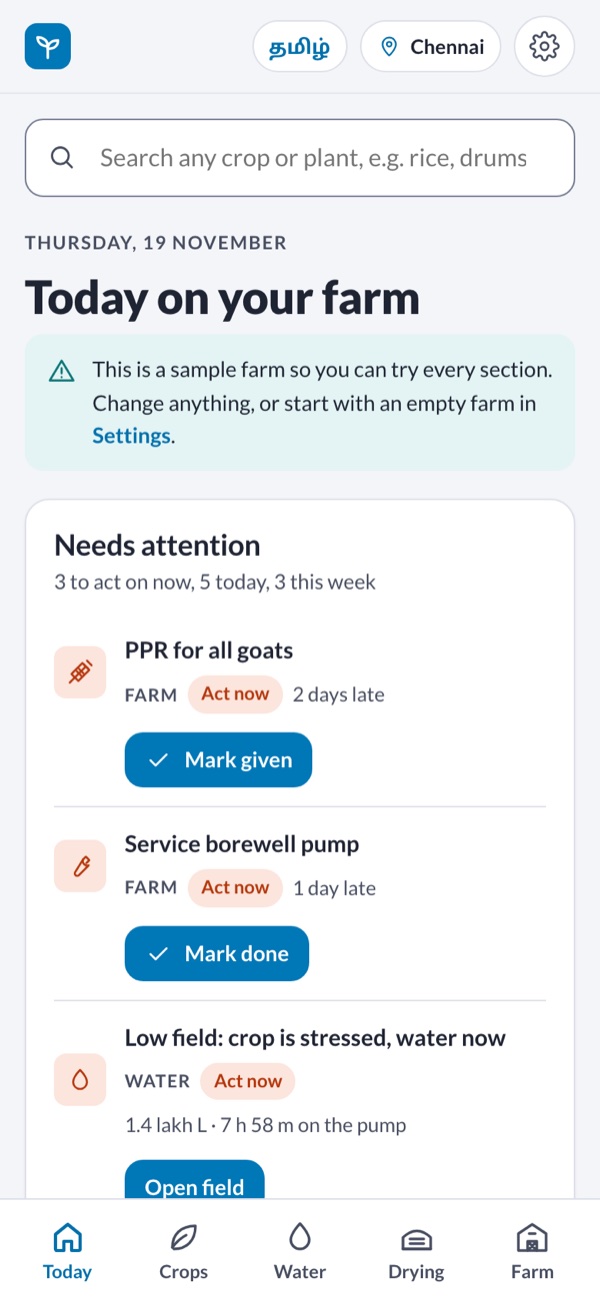 தமிழ்
Chennai
Search any crop or plant, e.g. rice, drums
THURSDAY, 19 NOVEMBER
Today on your farm
This is a sample farm so you can try every section.
Change anything, or start with an empty farm in
Settings.
Needs attention
3 to act on now, 5 today, 3 this week
PPR for all goats
FARM Act now 2 days late
Mark given
Service borewell pump
FARM Act now 1 day late
Mark done
Low field: crop is stressed, water now
WATER Act now
1.4 lakh L · 7 h 58 m on the pump
Open field
Today Crops Water Drying Farm